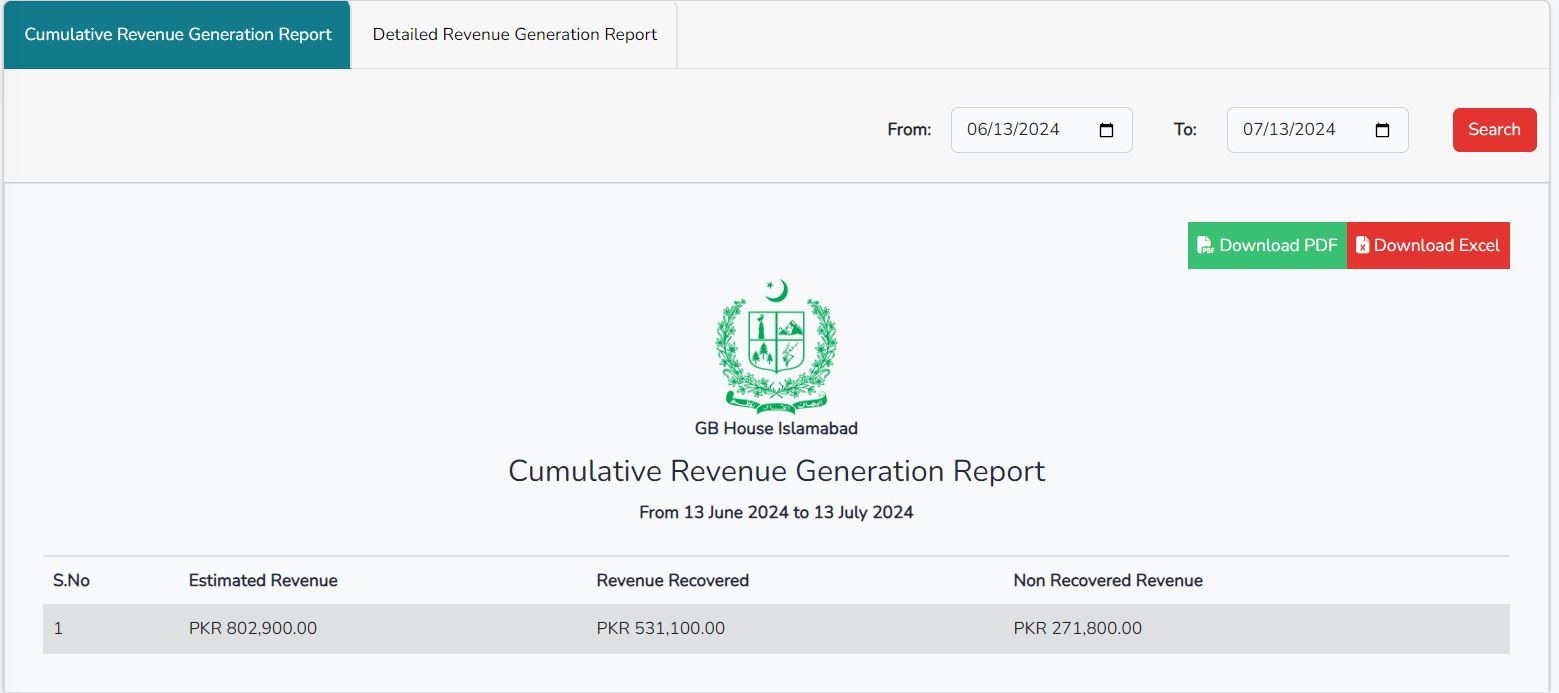 Cumulative Revenue Generation Report Detailed Revenue Generation Report
From: 06/13/2024 To: 07/13/2024 Search
Download PDF Download Excel
GB House Islamabad
Cumulative Revenue Generation Report
From 13 June 2024 to 13 July 2024
S.No Estimated Revenue Revenue Recovered Non Recovered Revenue
1 PKR 802,900.00 PKR 531,100.00 PKR 271,800.00